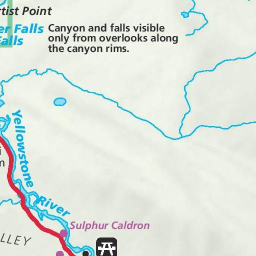 tist Point
er Falls
Falls
Canyon and falls visible
only from overlooks along
the canyon rims.
Yellowstone River
Sulphur Caldron
LLEY